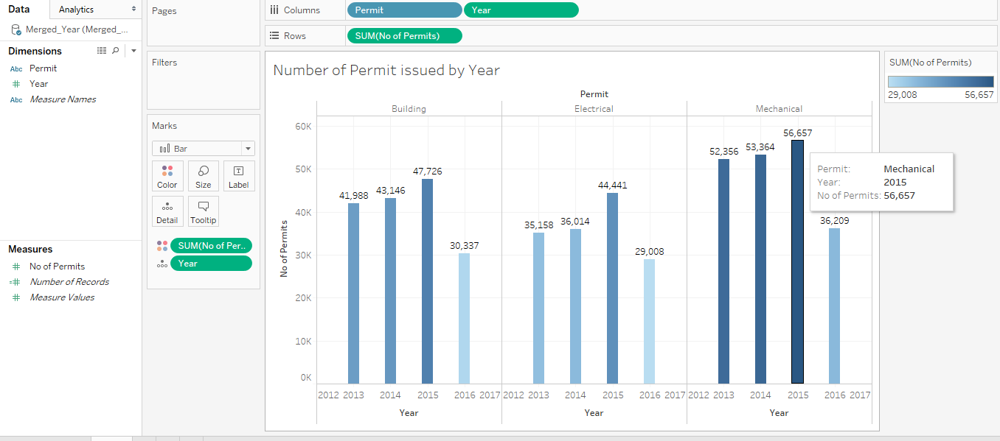 Data
Analytics
Merged_Year (Merged_...
Dimensions
Abc Permit
# Year
Abc Measure Names
Measures
# No of Permits
=# Number of Records
# Measure Values
Pages
Filters
Marks
Bar
Color
Size
T
Label
Detail
Tooltip
SUM(No of Per..
Year
Columns
Permit
Year
Rows
SUM(No of Permits)
Number of Permit issued by Year
Permit
Building
Electrical
Mechanical
No of Permits
60K
50K
40K
30K
20K
10K
0K
41,988
43,146
47,726
30,337
35,158
36,014
44,441
29,008
52,356
53,364
56,657
36,209
Permit: Mechanical
Year: 2015
No of Permits: 56,657
2012 2013 2014 2015 2016 2017
2012 2013 2014 2015 2016 2017
2012 2013 2014 2015 2016 2017
Year
Year
Year
SUM(No of Permits)
29,008
56,657